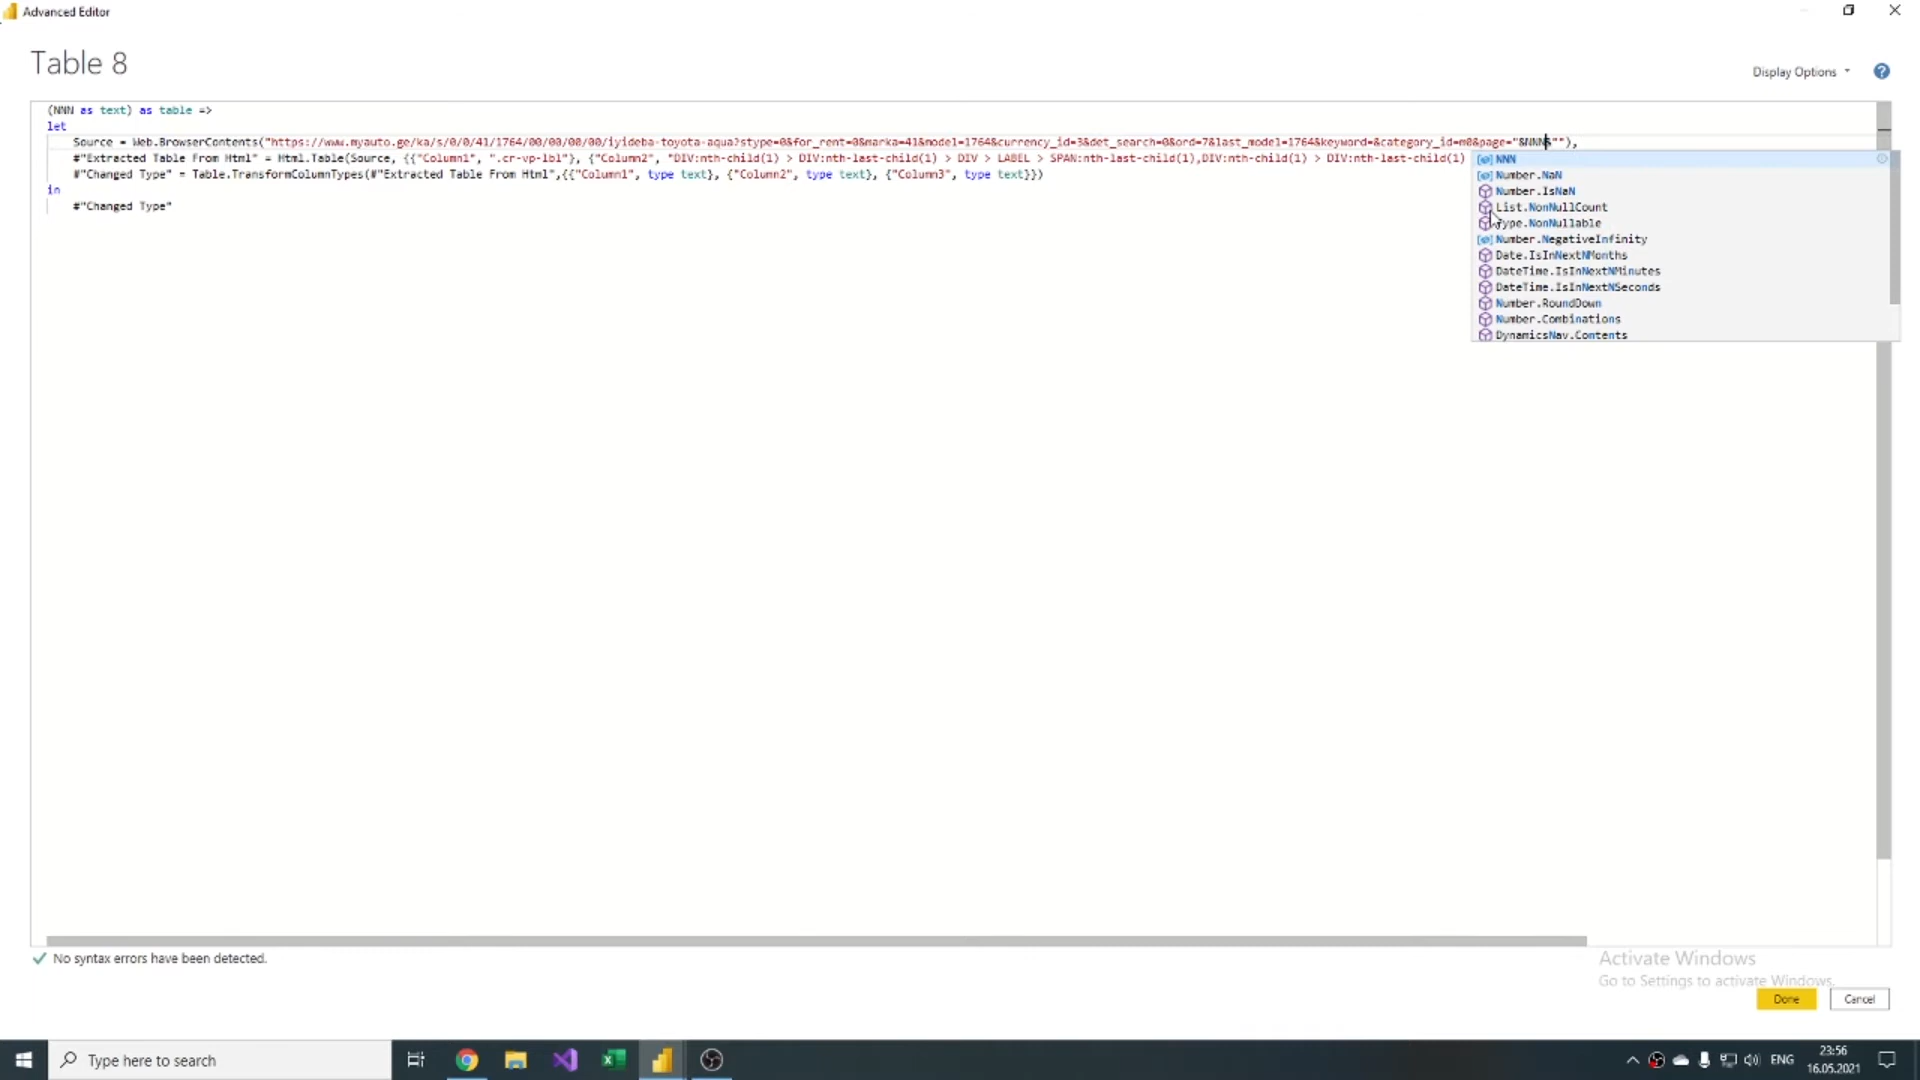 Advanced Editor
Table 8
Display Options
?
(NNN as text) as table =>
let
Source = Web.BrowserContents("https://www.myauto.ge/ka/s/0/0/41/1764/00/00/00/00/iyideba-toyota-aqua?stype=0&for_rent=0&marka=41&model=1764&currency_id=3&det_search=0&ord=7&last_model=1764&keyword=&category_id=m0&page="&NNN&""),
#"Extracted Table From Html" = Html.Table(Source, {{"Column1", ".cr-vp-lbl"}, {"Column2", "DIV:nth-child(1) > DIV:nth-last-child(1) > DIV > LABEL > SPAN:nth-last-child(1),DIV:nth-child(1) > DIV:nth-last-child(1)
#"Changed Type" = Table.TransformColumnTypes(#"Extracted Table From Html",{{"Column1", type text}, {"Column2", type text}, {"Column3", type text}})
in
#"Changed Type"
NNN
Number.NaN
Number.IsNaN
List.NonNullCount
Type.NonNullable
Number.NegativeInfinity
Date.IsInNextNMonths
DateTime.IsInNextNMinutes
DateTime.IsInNextNSeconds
Number.RoundDown
Number.Combinations
DynamicsNav.Contents
No syntax errors have been detected.
Activate Windows
Go to Settings to activate Windows.
Done
Cancel
Type here to search
ENG
23:56
16.05.2021